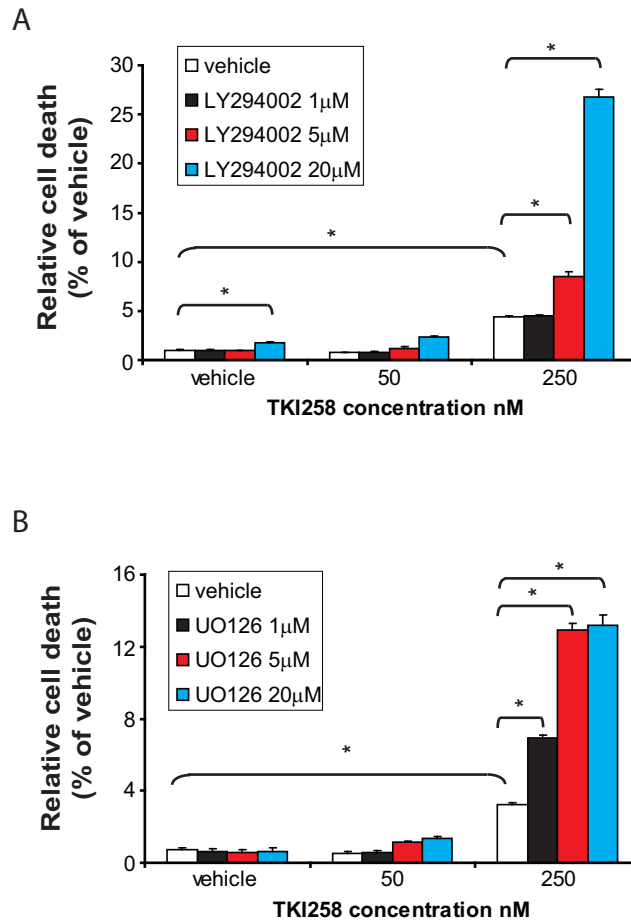 A
Relative cell death
(% of vehicle)
30
25
20
15
10
5
0
vehicle
LY294002 1µM
LY294002 5µM
LY294002 20µM
*
*
*
*
vehicle
50
250
TKI258 concentration nM
B
Relative cell death
(% of vehicle)
16
12
8
4
0
vehicle
UO126 1µM
UO126 5µM
UO126 20µM
*
*
*
*
vehicle
50
250
TKI258 concentration nM